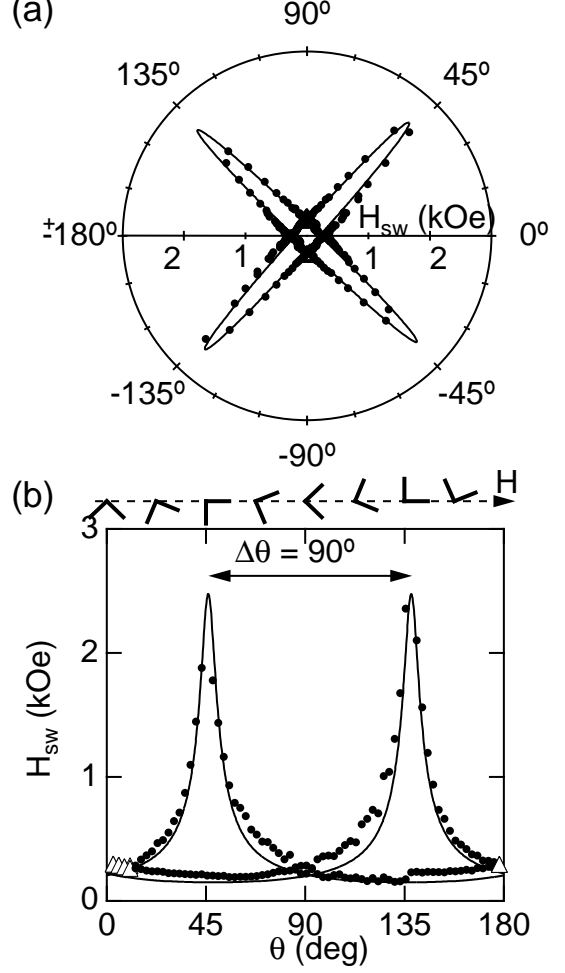 (a)
90º
135º
45º
H_sw (kOe)
+-180º
0º
2
1
1
2
-135º
-45º
-90º
(b)
H
3
Δθ = 90º
2
H_sw (kOe)
1
0
0
45
90
135
180
θ (deg)